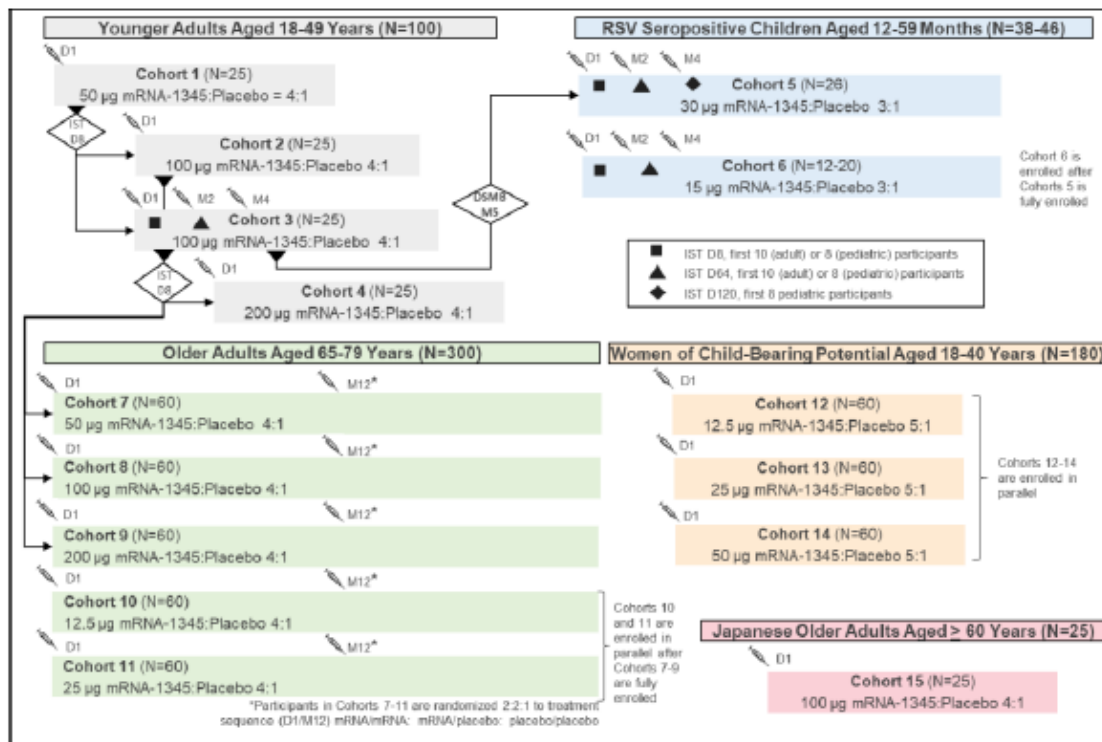 Younger Adults Aged 18-49 Years (N=100)
D1
Cohort 1 (N=25)
50 µg mRNA-1345:Placebo = 4:1
IST
D8
D1
Cohort 2 (N=25)
100 µg mRNA-1345:Placebo 4:1
D1
M2
M4
Cohort 3 (N=25)
100 µg mRNA-1345:Placebo 4:1
IST
D8
D1
Cohort 4 (N=25)
200 µg mRNA-1345:Placebo 4:1
DSMB
M5
RSV Seropositive Children Aged 12-59 Months (N=38-46)
D1
M2
M4
Cohort 5 (N=26)
30 µg mRNA-1345:Placebo 3:1
D1
M2
M4
Cohort 6 (N=12-20)
15 µg mRNA-1345:Placebo 3:1
Cohort 6 is
enrolled after
Cohorts 5 is
fully enrolled
IST D8, first 10 (adult) or 8 (pediatric) participants
IST D64, first 10 (adult) or 8 (pediatric) participants
IST D120, first 8 pediatric participants
Older Adults Aged 65-79 Years (N=300)
D1
M12*
Cohort 7 (N=60)
50 µg mRNA-1345:Placebo 4:1
D1
M12*
Cohort 8 (N=60)
100 µg mRNA-1345:Placebo 4:1
D1
M12*
Cohort 9 (N=60)
200 µg mRNA-1345:Placebo 4:1
D1
M12*
Cohort 10 (N=60)
12.5 µg mRNA-1345:Placebo 4:1
D1
M12*
Cohort 11 (N=60)
25 µg mRNA-1345:Placebo 4:1
Cohorts 10
and 11 are
enrolled in
parallel after
Cohorts 7-9
are fully
enrolled
*Participants in Cohorts 7-11 are randomized 2:2:1 to treatment
sequence (D1/M12) mRNA/mRNA: mRNA/placebo: placebo/placebo
Women of Child-Bearing Potential Aged 18-40 Years (N=180)
D1
Cohort 12 (N=60)
12.5 µg mRNA-1345:Placebo 5:1
D1
Cohort 13 (N=60)
25 µg mRNA-1345:Placebo 5:1
D1
Cohort 14 (N=60)
50 µg mRNA-1345:Placebo 5:1
Cohorts 12-14
are enrolled in
parallel
Japanese Older Adults Aged ≥ 60 Years (N=25)
D1
Cohort 15 (N=25)
100 µg mRNA-1345:Placebo 4:1